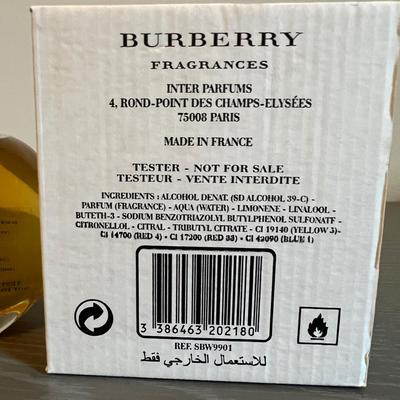 BURBERRY
FRAGRANCES
INTER PARFUMS
4, ROND-POINT DES CHAMPS-ELYSÉES
75008 PARIS
MADE IN FRANCE
TESTER - NOT FOR SALE
TESTEUR - VENTE INTERDITE
INGREDIENTS : ALCOHOL DENAT. (SD ALCOHOL 39-C) -
PARFUM (FRAGRANCE) - AQUA (WATER) - LIMONENE - LINALOOL -
BUTETH-3 - SODIUM BENZOTRIAZOLYL BUTYLPHENOL SULFONATE -
CITRONELLOL - CITRAL - TRIBUTYL CITRATE - CI 19140 (YELLOW 5)-
CI 14700 (RED 4) - CI 17200 (RED 33) - CI 42090 (BLUE 1)
3 386463 202180
REF. SBW9901
للاستعمال الخارجي فقط